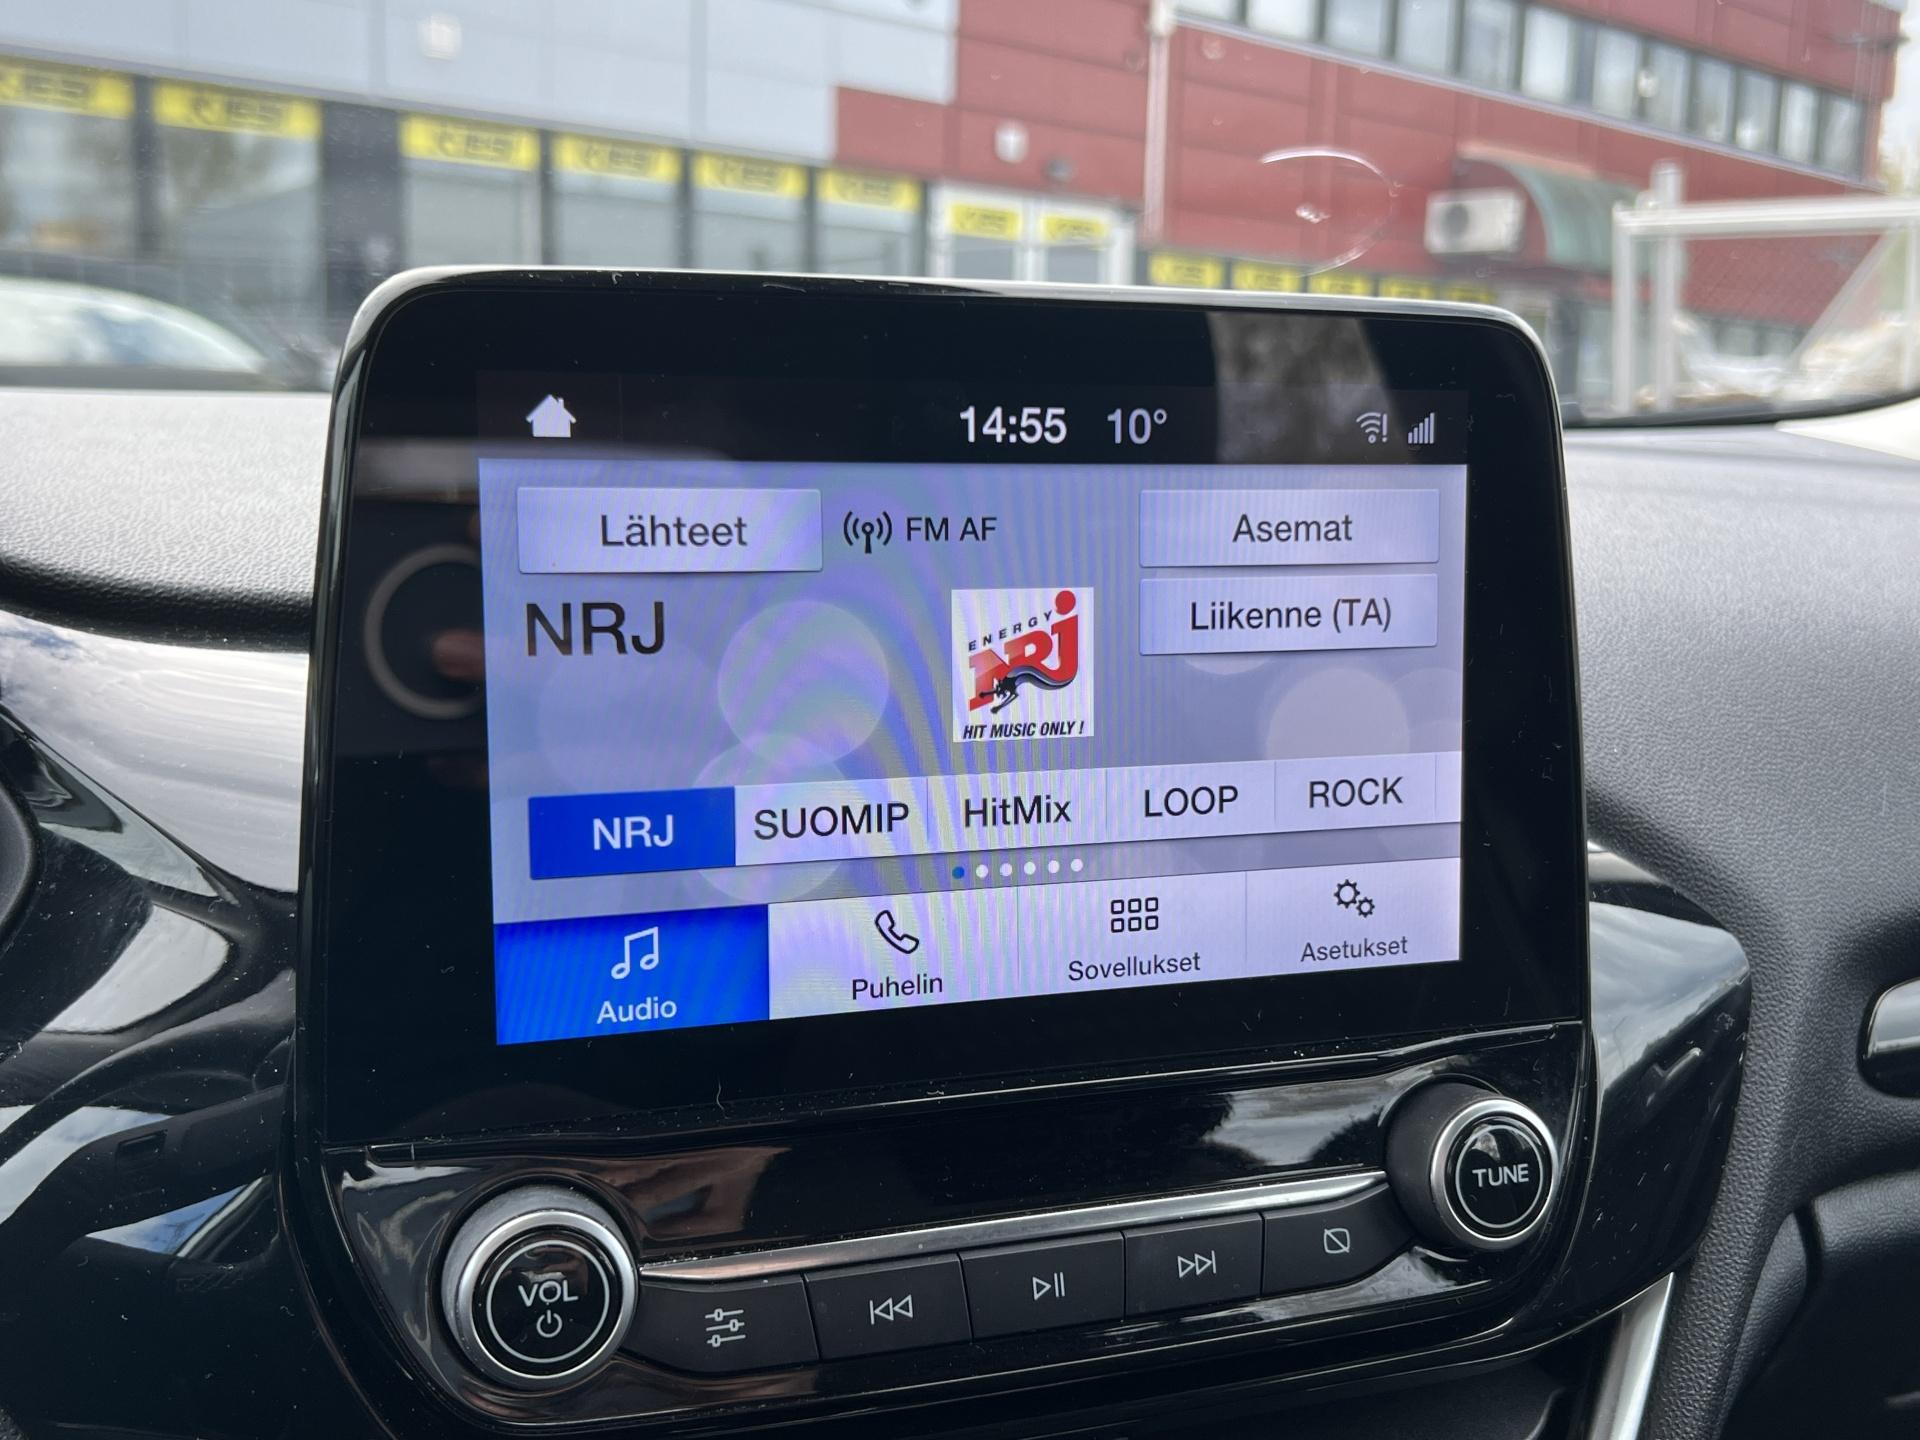 14:55 10°
Lähteet
FM AF
Asemat
NRJ
ENERGY
NRJ
HIT MUSIC ONLY !
Liikenne (TA)
NRJ
SUOMIP
HitMix
LOOP
ROCK
Audio
Puhelin
Sovellukset
Asetukset
VOL
TUNE